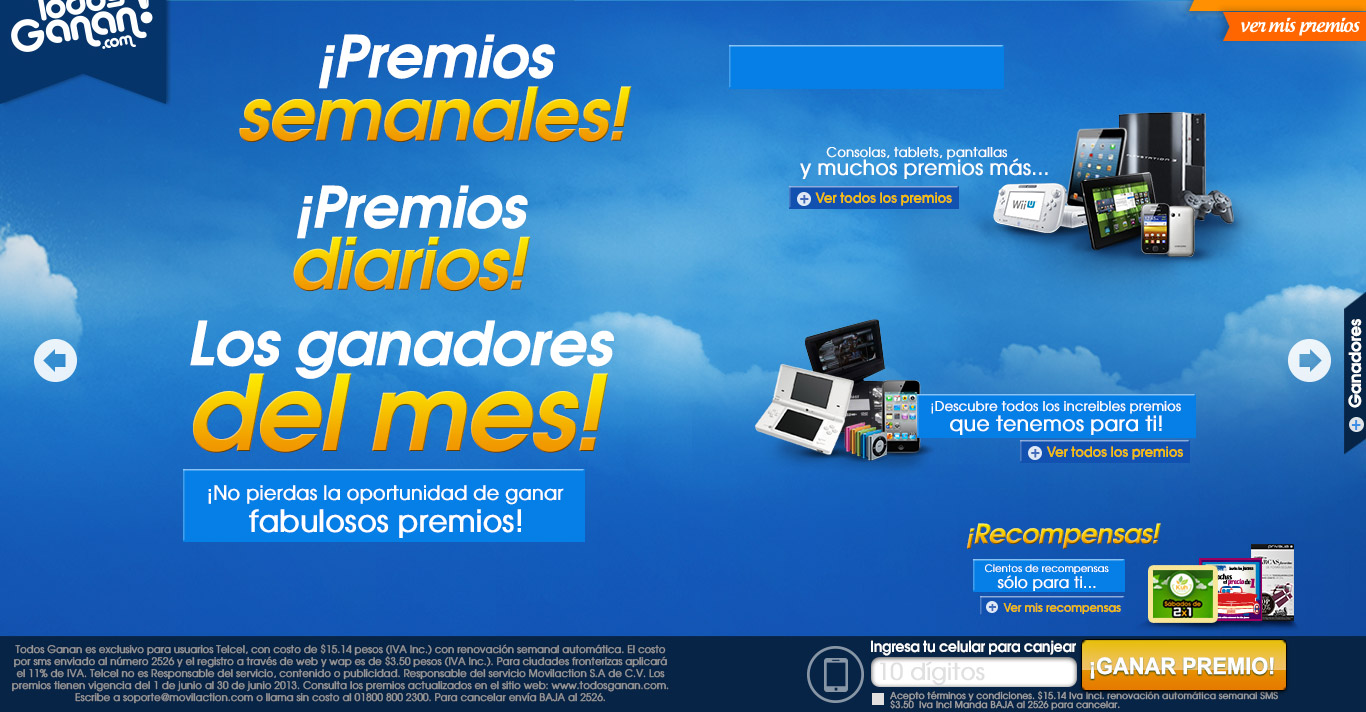 Todos
Ganan!
.com
ver mis premios
¡Premios
semanales!
Consolas, tablets, pantallas
y muchos premios más...
Ver todos los premios
PLAYSTATION 3
Wii U
¡Premios
diarios!
Los ganadores
del mes!
¡No pierdas la oportunidad de ganar
fabulosos premios!
¡Descubre todos los increibles premios
que tenemos para ti!
Ver todos los premios
Ganadores
¡Recompensas!
Cientos de recompensas
sólo para ti...
Ver mis recompensas
Sábados de
2x1
Todos Ganan es exclusivo para usuarios Telcel, con costo de $15.14 pesos (IVA Inc.) con renovación semanal automática. El costo
por sms enviado al número 2526 y el registro a través de web y wap es de $3.50 pesos (IVA Inc.). Para ciudades fronterizas aplicará
el 11% de IVA. Telcel no es Responsable del servicio, contenido o publicidad. Responsable del servicio Movilaction S.A de C.V. Los
premios tienen vigencia del 1 de junio al 30 de junio 2013. Consulta los premios actualizados en el sitio web: www.todosganan.com.
Escribe a soporte@movilaction.com o llama sin costo al 01800 800 2300. Para cancelar envía BAJA al 2526.
Ingresa tu celular para canjear
10 dígitos
¡GANAR PREMIO!
Acepto términos y condiciones. $15.14 Iva incl. renovación automática semanal SMS
$3.50 Iva Incl Manda BAJA al 2526 para cancelar.